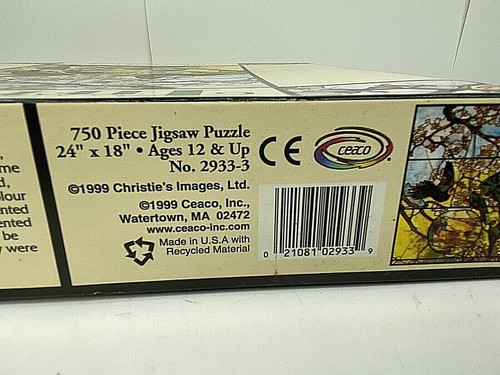 me
d,
olour
nted
ented
be
were
750 Piece Jigsaw Puzzle
24" x 18" • Ages 12 & Up
No. 2933-3
©1999 Christie's Images, Ltd.
©1999 Ceaco, Inc.,
Watertown, MA 02472
www.ceaco-inc.com
Made in U.S.A with
Recycled Material
CE
ceaco
0 21081 02933 9